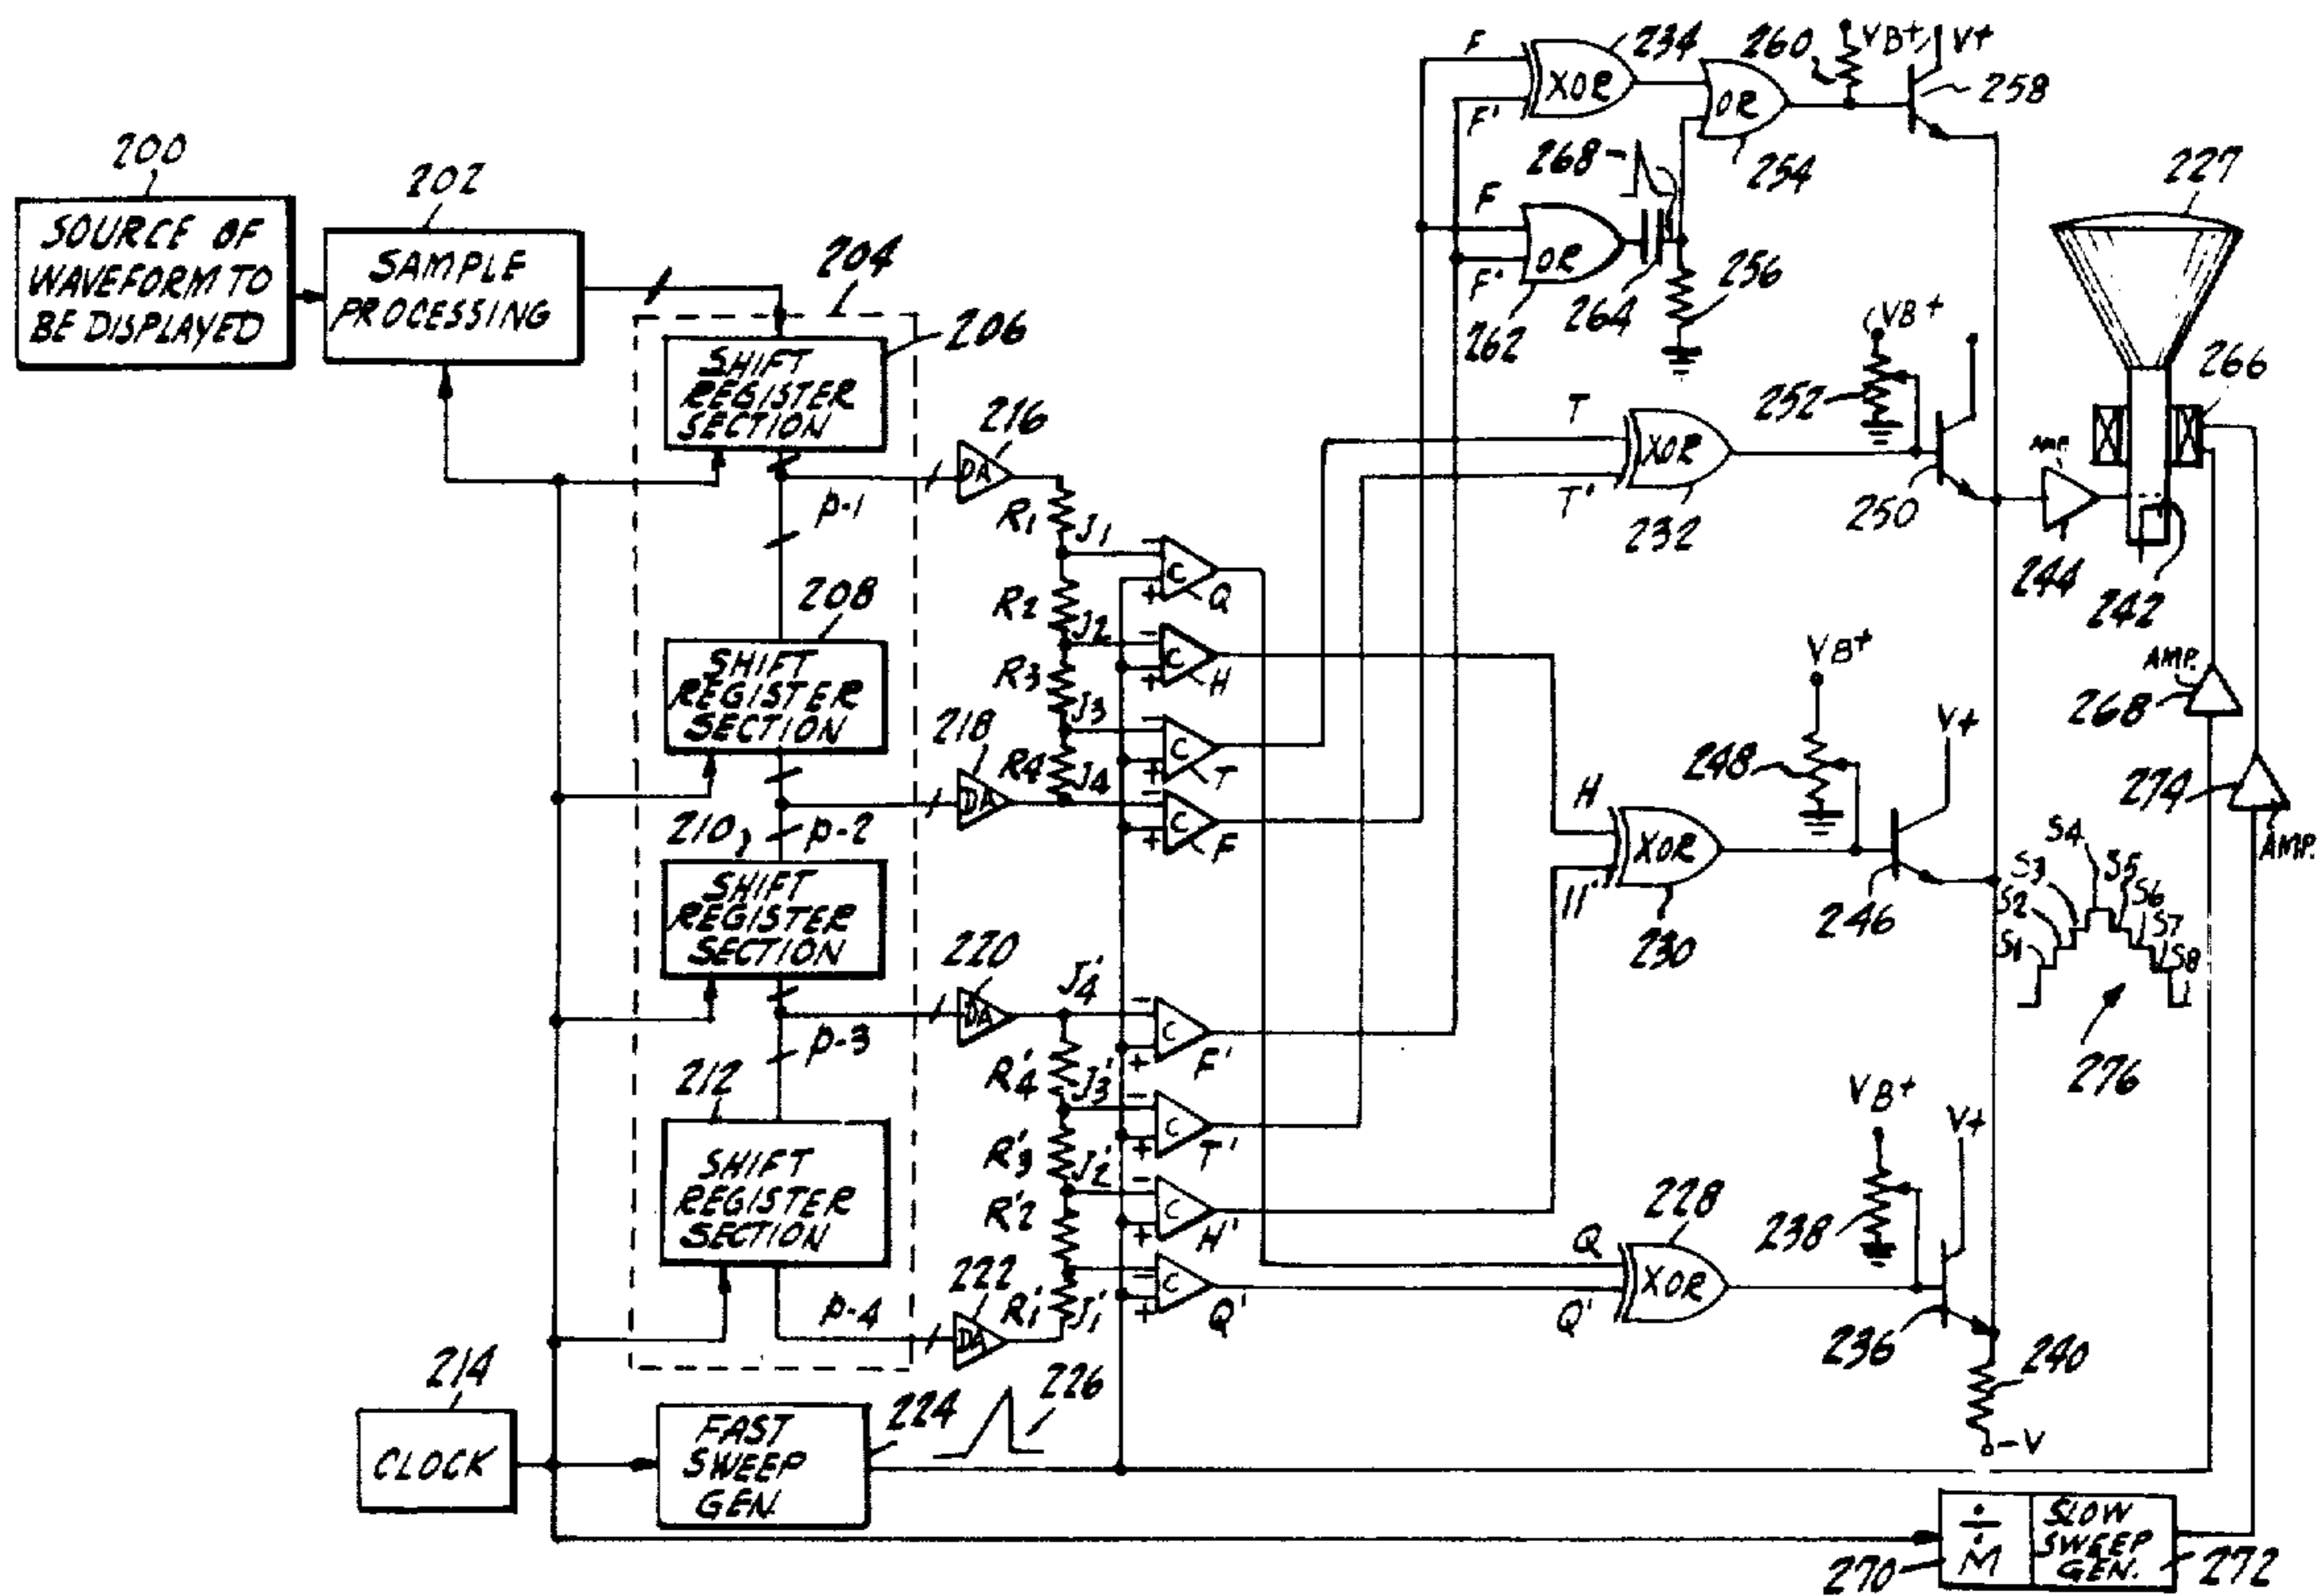 200
SOURCE OF
WAVEFORM TO
BE DISPLAYED
202
SAMPLE
PROCESSING
204
206
SHIFT
REGISTER
SECTION
P-1
208
SHIFT
REGISTER
SECTION
210
P-2
SHIFT
REGISTER
SECTION
P-3
212
SHIFT
REGISTER
SECTION
P-4
214
CLOCK
FAST
SWEEP
GEN.
224
226
216
DA
218
DA
220
DA
222
DA
R1
J1
R2
J2
R3
J3
R4
J4
J4'
R'4
J3'
R'3
J2'
R'2
R'1
J1'
- C + Q
- C + H
- C + T
- C + F
- C + F'
- C + T'
- C + H'
- C + Q'
F
F'
XOR
234
OR
254
260
VB+
V+
258
268
F
F'
OR
262
264
256
T
T'
XOR
232
VB+
252
250
H
H'
XOR
230
VB+
248
V+
246
Q
Q'
XOR
228
VB+
238
V+
236
240
-V
227
266
AMP.
244
242
AMP.
268
274
AMP.
S1
S2
S3
S4
S5
S6
S7
S8
276
÷
M
270
SLOW
SWEEP
GEN.
272